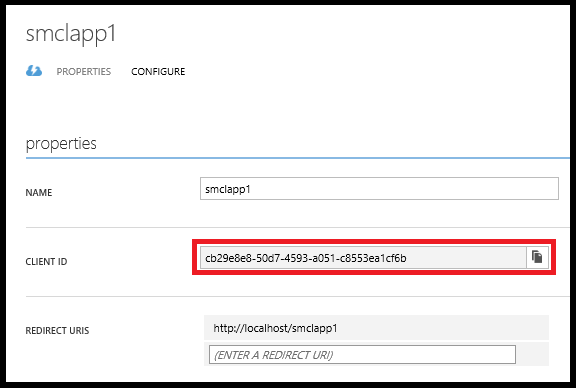 smclapp1
PROPERTIES CONFIGURE
properties
NAME smclapp1
CLIENT ID cb29e8e8-50d7-4593-a051-c8553ea1cf6b
REDIRECT URIS http://localhost/smclapp1
(ENTER A REDIRECT URI)